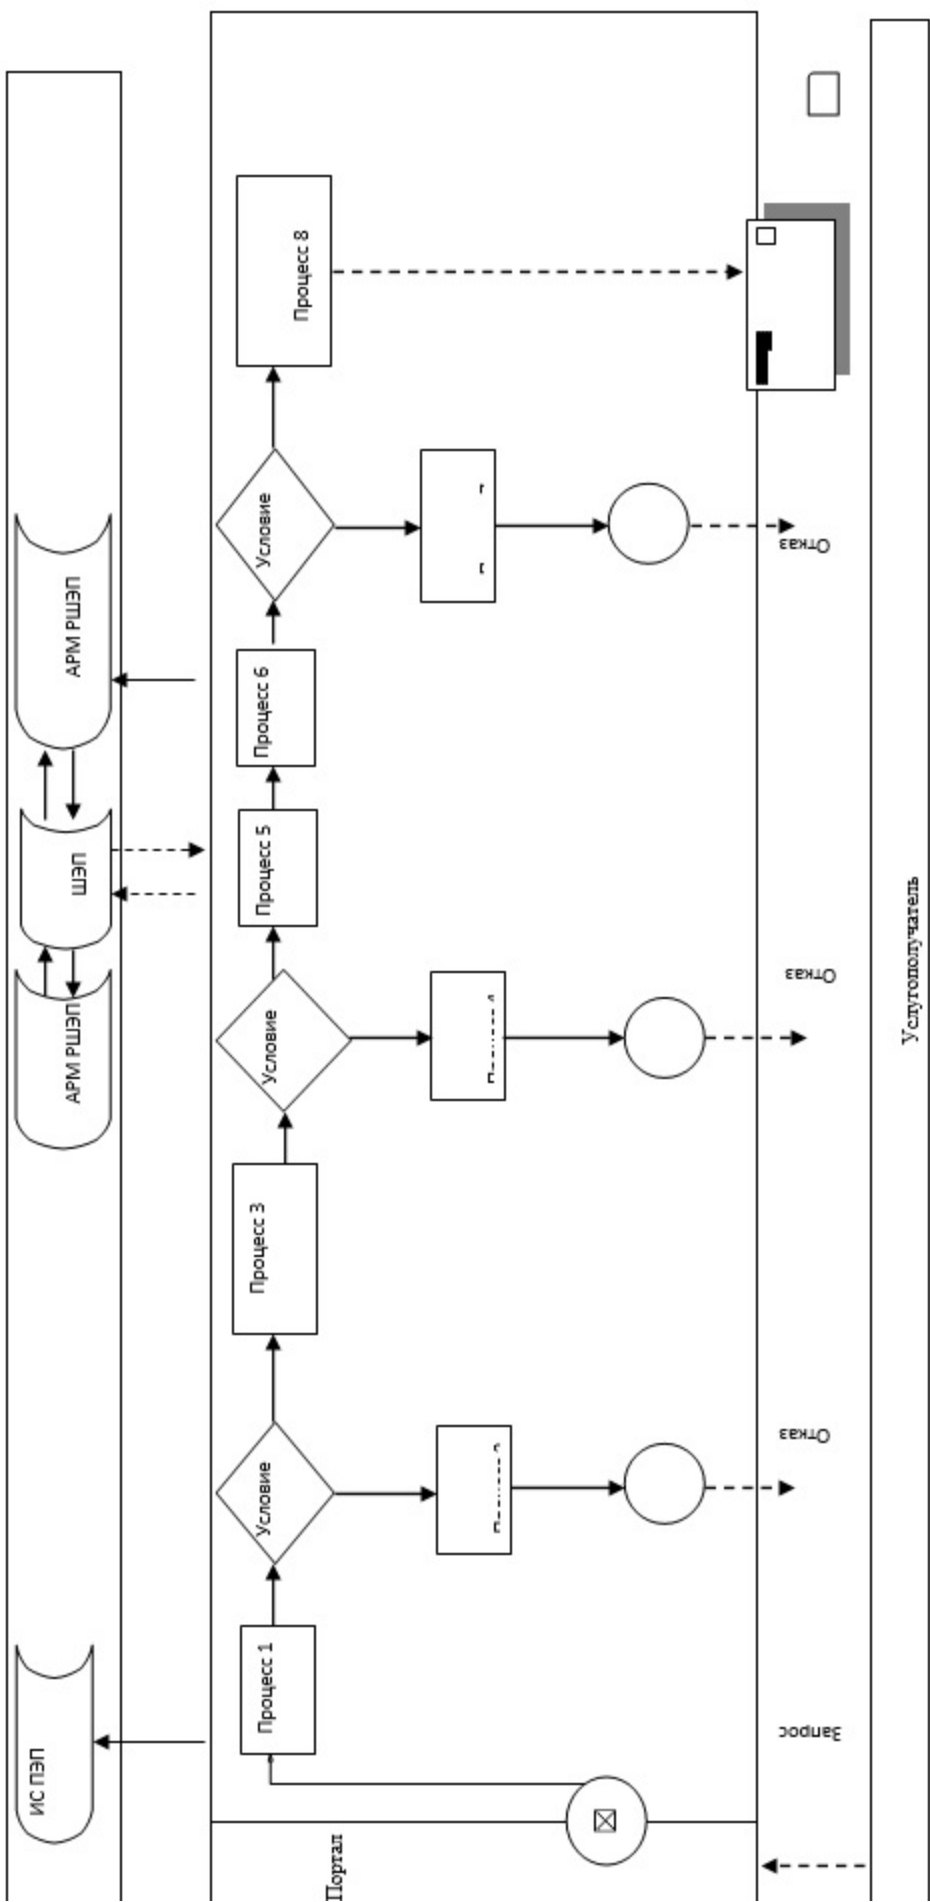 ИС ПЭП
АРМ РШЭП
ШЭП
АРМ РШЭП
Портал
Процесс 1
Условие
Процесс 3
Условие
Процесс 5
Процесс 6
Условие
Процесс 8
Запрос
Отказ
Отказ
Отказ
Услугополучатель